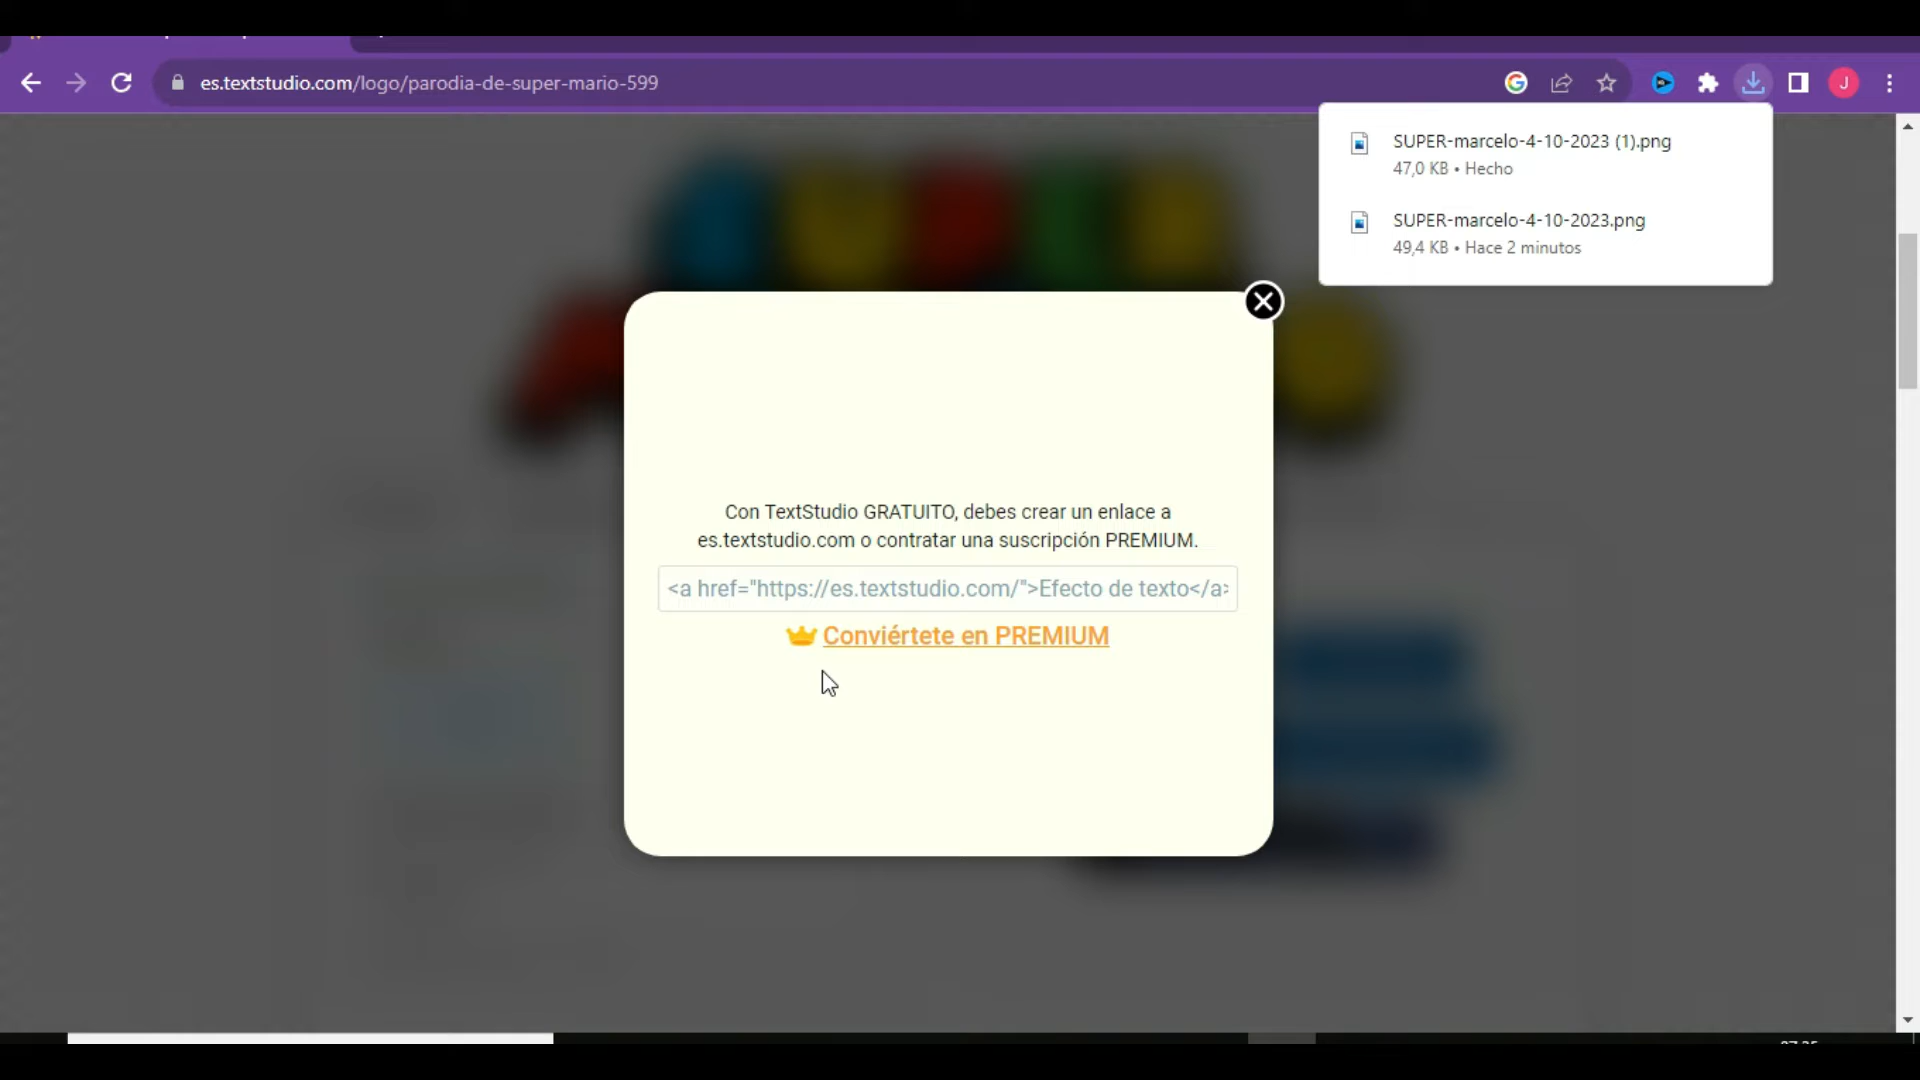 es.textstudio.com/logo/parodia-de-super-mario-599
J
SUPER-marcelo-4-10-2023 (1).png
47,0 KB • Hecho
SUPER-marcelo-4-10-2023.png
49,4 KB • Hace 2 minutos
Con TextStudio GRATUITO, debes crear un enlace a
es.textstudio.com o contratar una suscripción PREMIUM.
<a href="https://es.textstudio.com/">Efecto de texto</a>
Conviértete en PREMIUM